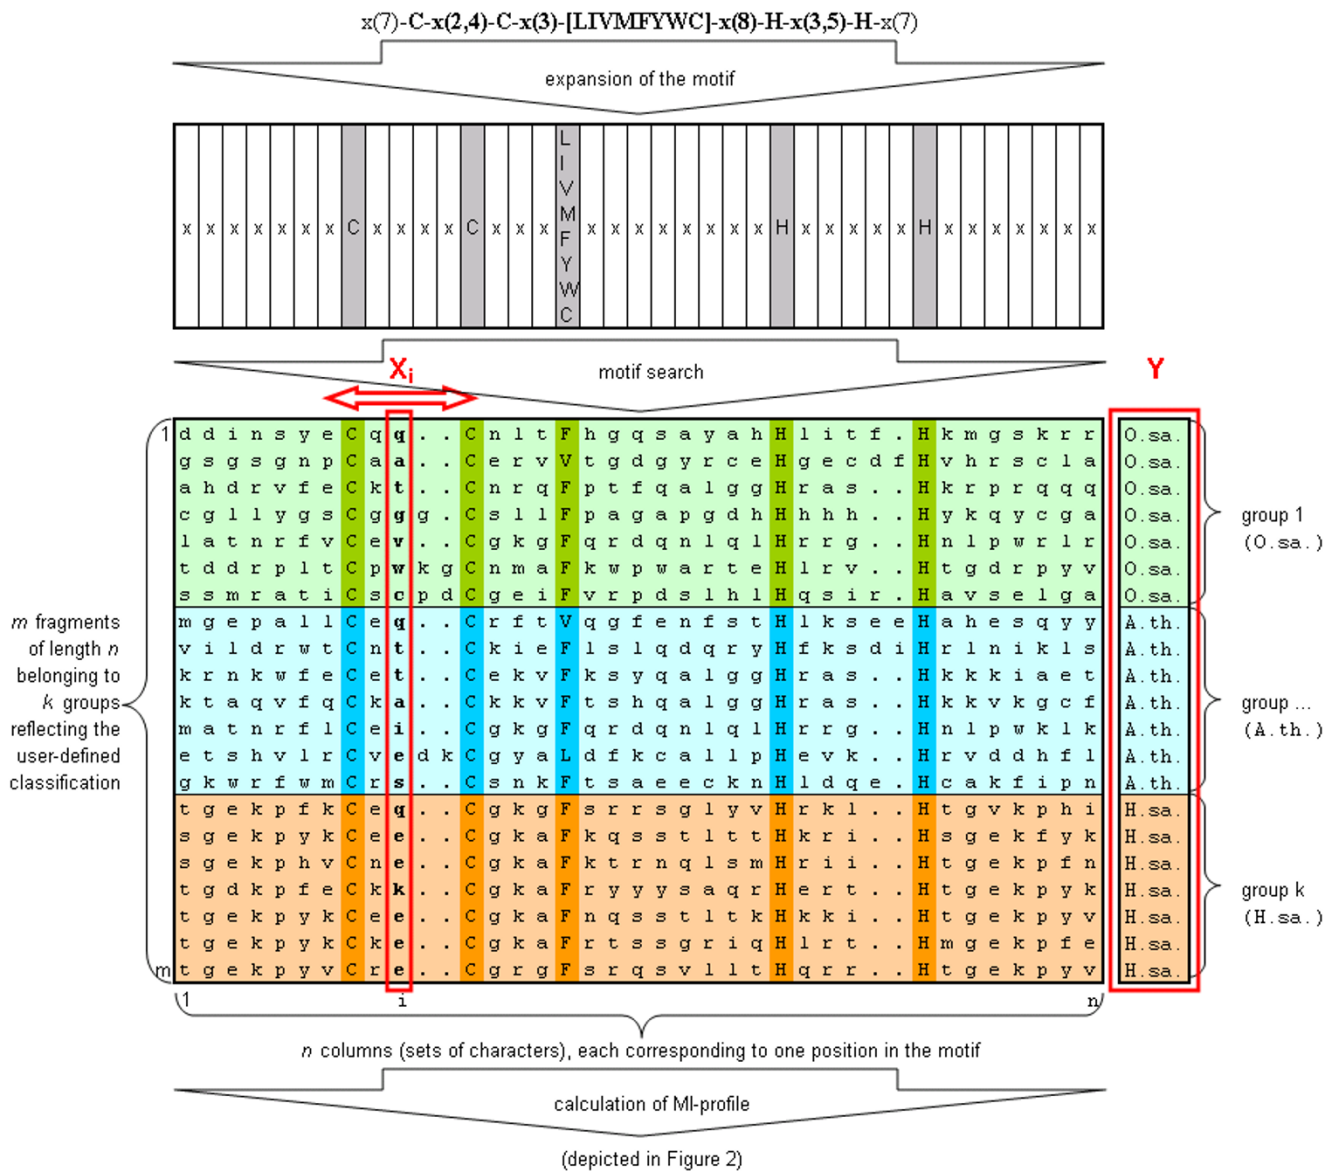 x(7)-C-x(2,4)-C-x(3)-[LIVMFYWC]-x(8)-H-x(3,5)-H-x(7)
expansion of the motif
L
I
V
M
x x x x x x x C x x x x C x x x F x x x x x x x x H x x x x x H x x x x x x x
Y
W
C
motif search
Xi
Y
1 d d i n s y e C q q . . C n l t F h g q s a y a h H l i t f . H k m g s k r r O.sa.
g s g s g n p C a a . . C e r v V t g d g y r c e H g e c d f H v h r s c l a O.sa.
a h d r v f e C k t . . C n r q F p t f q a l g g H r a s . . H k r p r q q q O.sa.
c g l l y g s C g g g . C s l l F p a g a p g d h H h h h . . H y k q y c g a O.sa.
l a t n r f v C e v . . C g k g F q r d q n l q l H r r g . . H n l p w r l r O.sa.
t d d r p l t C p w k g C n m a F k w p w a r t e H l r v . . H t g d r p y v O.sa.
s s m r a t i C s c p d C g e i F v r p d s l h l H q s i r . H a v s e l g a O.sa.
group 1
(O.sa.)
m g e p a l l C e q . . C r f t V q g f e n f s t H l k s e e H a h e s q y y A.th.
v i l d r w t C n t . . C k i e F l s l q d q r y H f k s d i H r l n i k l s A.th.
k r n k w f e C e t . . C e k v F k s y q a l g g H r a s . . H k k k i a e t A.th.
k t a q v f q C k a . . C k k v F t s h q a l g g H r a s . . H k k v k g c f A.th.
m a t n r f l C e i . . C g k g F q r d q n l q l H r r g . . H n l p w k l k A.th.
e t s h v l r C v e d k C g y a L d f k c a l l p H e v k . . H r v d d h f l A.th.
g k w r f w m C r s . . C s n k F t s a e e c k n H l d q e . H c a k f i p n A.th.
group ...
(A.th.)
m fragments
of length n
belonging to
k groups
reflecting the
user-defined
classification
t g e k p f k C e q . . C g k g F s r r s g l y v H r k l . . H t g v k p h i H.sa.
s g e k p y k C e e . . C g k a F k q s s t l t t H k r i . . H s g e k f y k H.sa.
s g e k p h v C n e . . C g k a F k t r n q l s m H r i i . . H t g e k p f n H.sa.
t g d k p f e C k k . . C g k a F r y y y s a q r H e r t . . H t g e k p y k H.sa.
t g e k p y k C e e . . C g k a F n q s s t l t k H k k i . . H t g e k p y v H.sa.
t g e k p y k C k e . . C g k a F r t s s g r i q H l r t . . H m g e k p f e H.sa.
m t g e k p y v C r e . . C g r g F s r q s v l l t H q r r . . H t g e k p y v H.sa.
group k
(H.sa.)
1 i n
n columns (sets of characters), each corresponding to one position in the motif
calculation of MI-profile
(depicted in Figure 2)